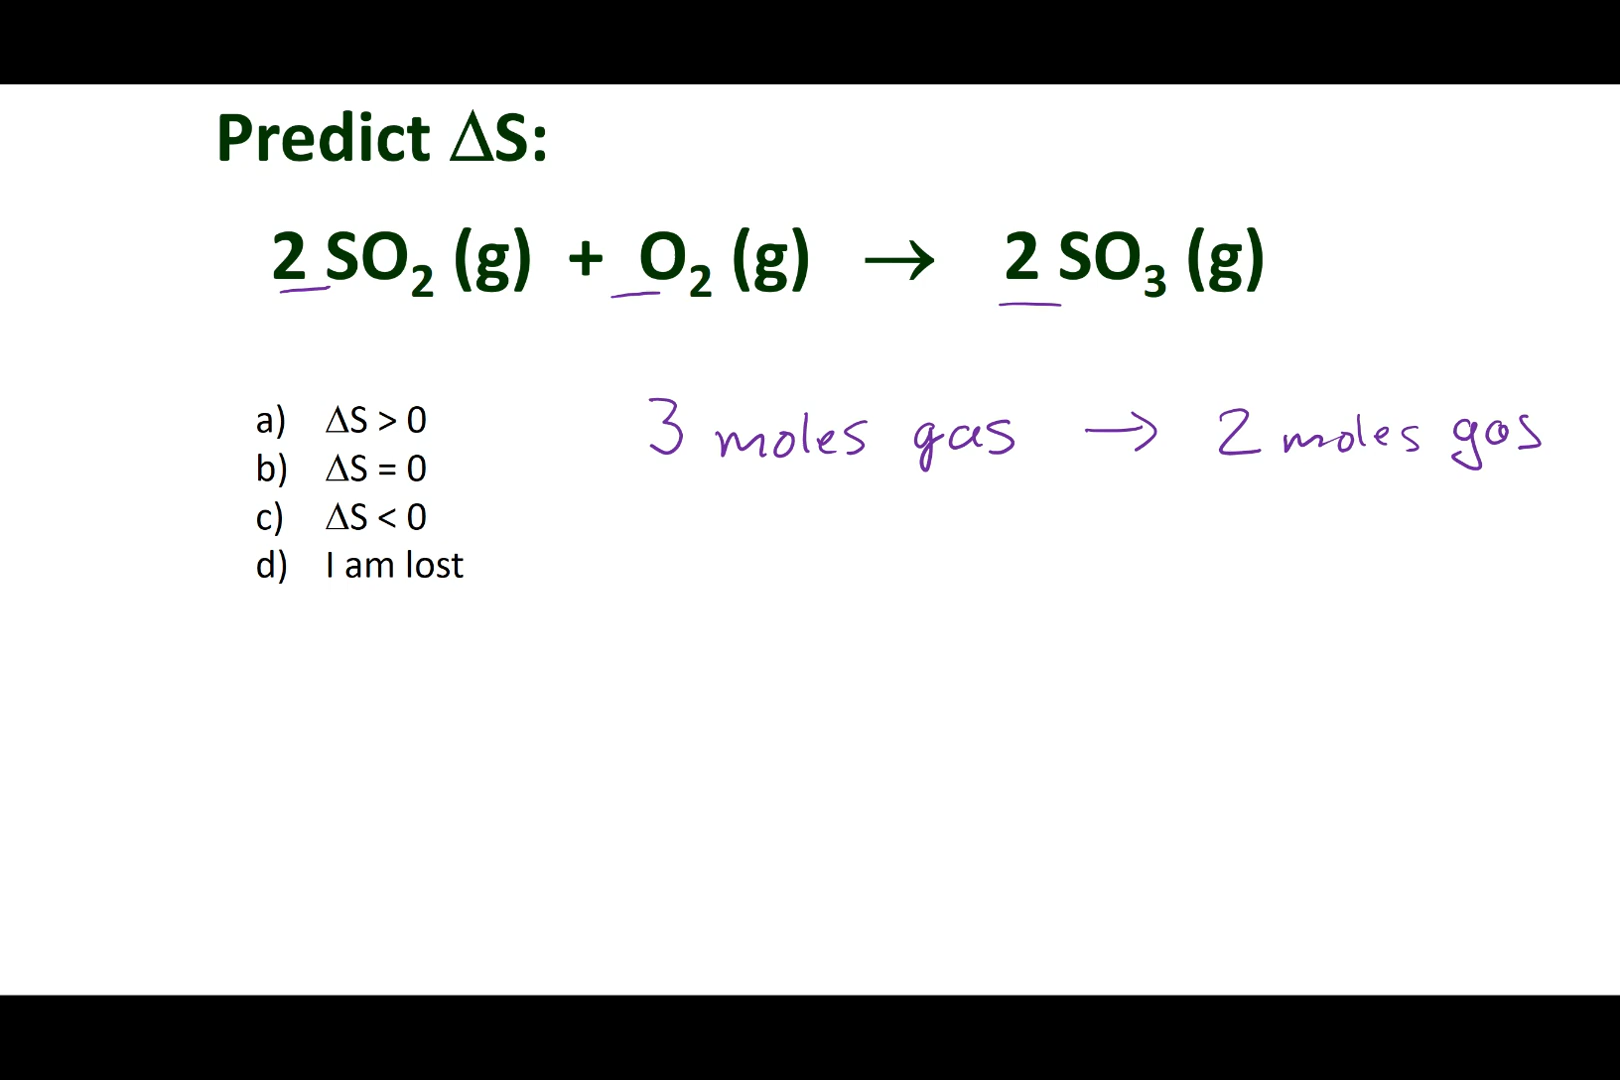 Predict ΔS:
2 SO₂ (g) + O₂ (g) → 2 SO₃ (g)
a) ΔS > 0
b) ΔS = 0
c) ΔS < 0
d) I am lost
3 moles gas → 2 moles gas